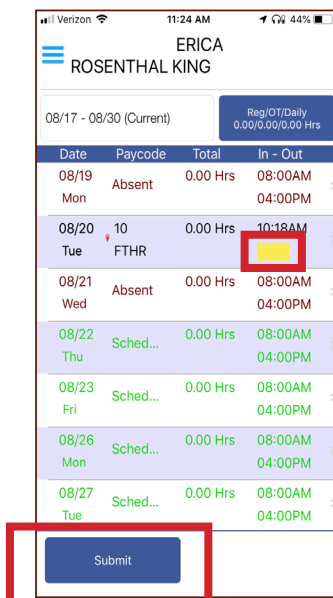 Verizon 11:24 AM 44%
ERICA
ROSENTHAL KING
08/17 - 08/30 (Current)
Reg/OT/Daily
0.00/0.00/0.00 Hrs
Date Paycode Total In - Out
08/19 Absent 0.00 Hrs 08:00AM
Mon 04:00PM
08/20 10 0.00 Hrs 10:18AM
Tue FTHR
08/21 Absent 0.00 Hrs 08:00AM
Wed 04:00PM
08/22 Sched... 0.00 Hrs 08:00AM
Thu 04:00PM
08/23 Sched... 0.00 Hrs 08:00AM
Fri 04:00PM
08/26 Sched... 0.00 Hrs 08:00AM
Mon 04:00PM
08/27 Sched... 0.00 Hrs 08:00AM
Tue 04:00PM
Submit